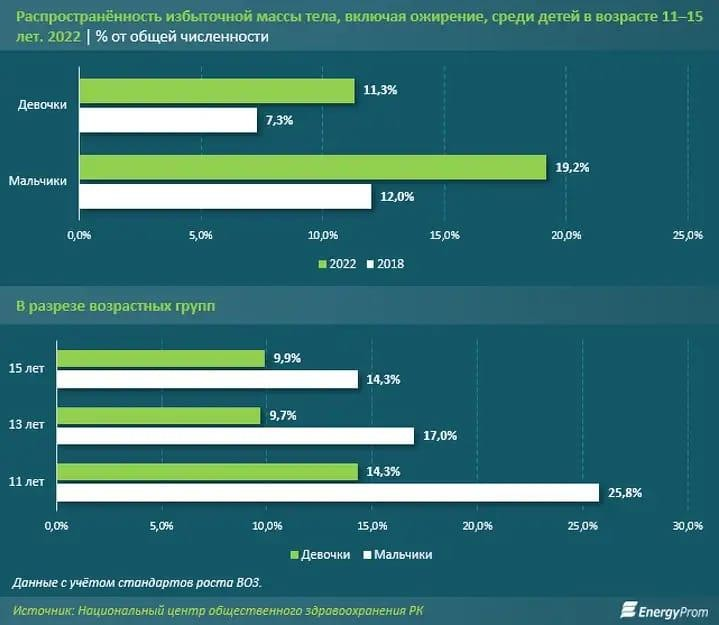 Распространённость избыточной массы тела, включая ожирение, среди детей в возрасте 11–15
лет. 2022 | % от общей численности
Девочки
11,3%
7,3%
Мальчики
19,2%
12,0%
0,0% 5,0% 10,0% 15,0% 20,0% 25,0%
2022 2018
В разрезе возрастных групп
15 лет
9,9%
14,3%
13 лет
9,7%
17,0%
11 лет
14,3%
25,8%
0,0% 5,0% 10,0% 15,0% 20,0% 25,0% 30,0%
Девочки Мальчики
Данные с учётом стандартов роста ВОЗ.
Источник: Национальный центр общественного здравоохранения РК
EnergyProm